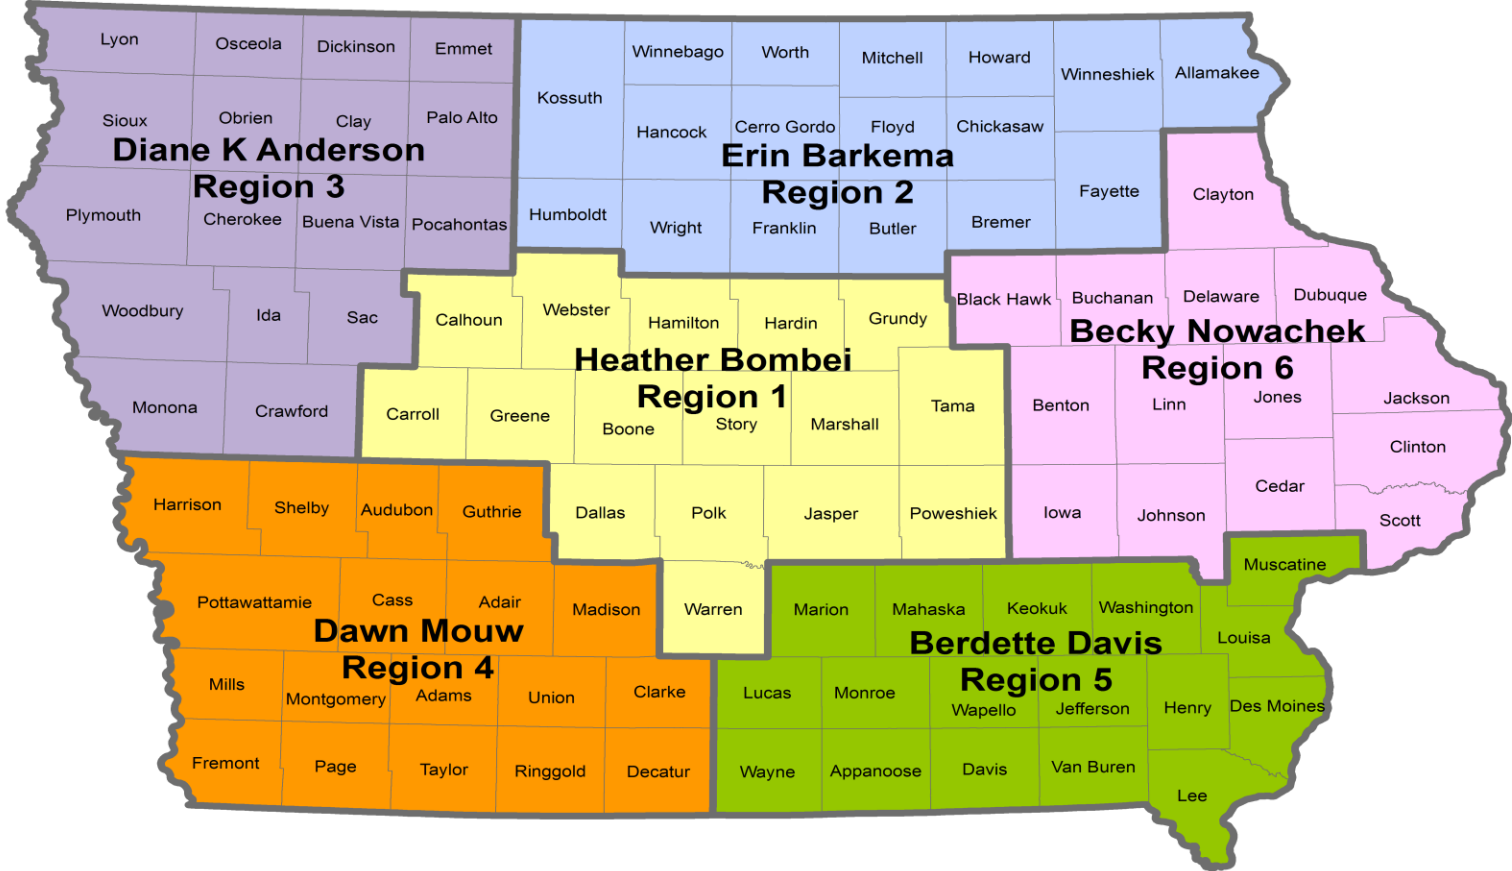 Lyon
Osceola
Dickinson
Emmet
Sioux
Obrien
Clay
Palo Alto
Diane K Anderson
Region 3
Plymouth
Cherokee
Buena Vista
Pocahontas
Woodbury
Ida
Sac
Monona
Crawford
Kossuth
Winnebago
Worth
Mitchell
Howard
Winneshiek
Allamakee
Hancock
Cerro Gordo
Floyd
Chickasaw
Erin Barkema
Region 2
Fayette
Humboldt
Wright
Franklin
Butler
Bremer
Calhoun
Webster
Hamilton
Hardin
Grundy
Heather Bombei
Region 1
Carroll
Greene
Boone
Story
Marshall
Tama
Dallas
Polk
Jasper
Poweshiek
Warren
Clayton
Black Hawk
Buchanan
Delaware
Dubuque
Becky Nowachek
Region 6
Benton
Linn
Jones
Jackson
Clinton
Cedar
Iowa
Johnson
Scott
Harrison
Shelby
Audubon
Guthrie
Pottawattamie
Cass
Adair
Madison
Dawn Mouw
Region 4
Mills
Montgomery
Adams
Union
Clarke
Fremont
Page
Taylor
Ringgold
Decatur
Muscatine
Marion
Mahaska
Keokuk
Washington
Louisa
Berdette Davis
Region 5
Lucas
Monroe
Wapello
Jefferson
Henry
Des Moines
Wayne
Appanoose
Davis
Van Buren
Lee